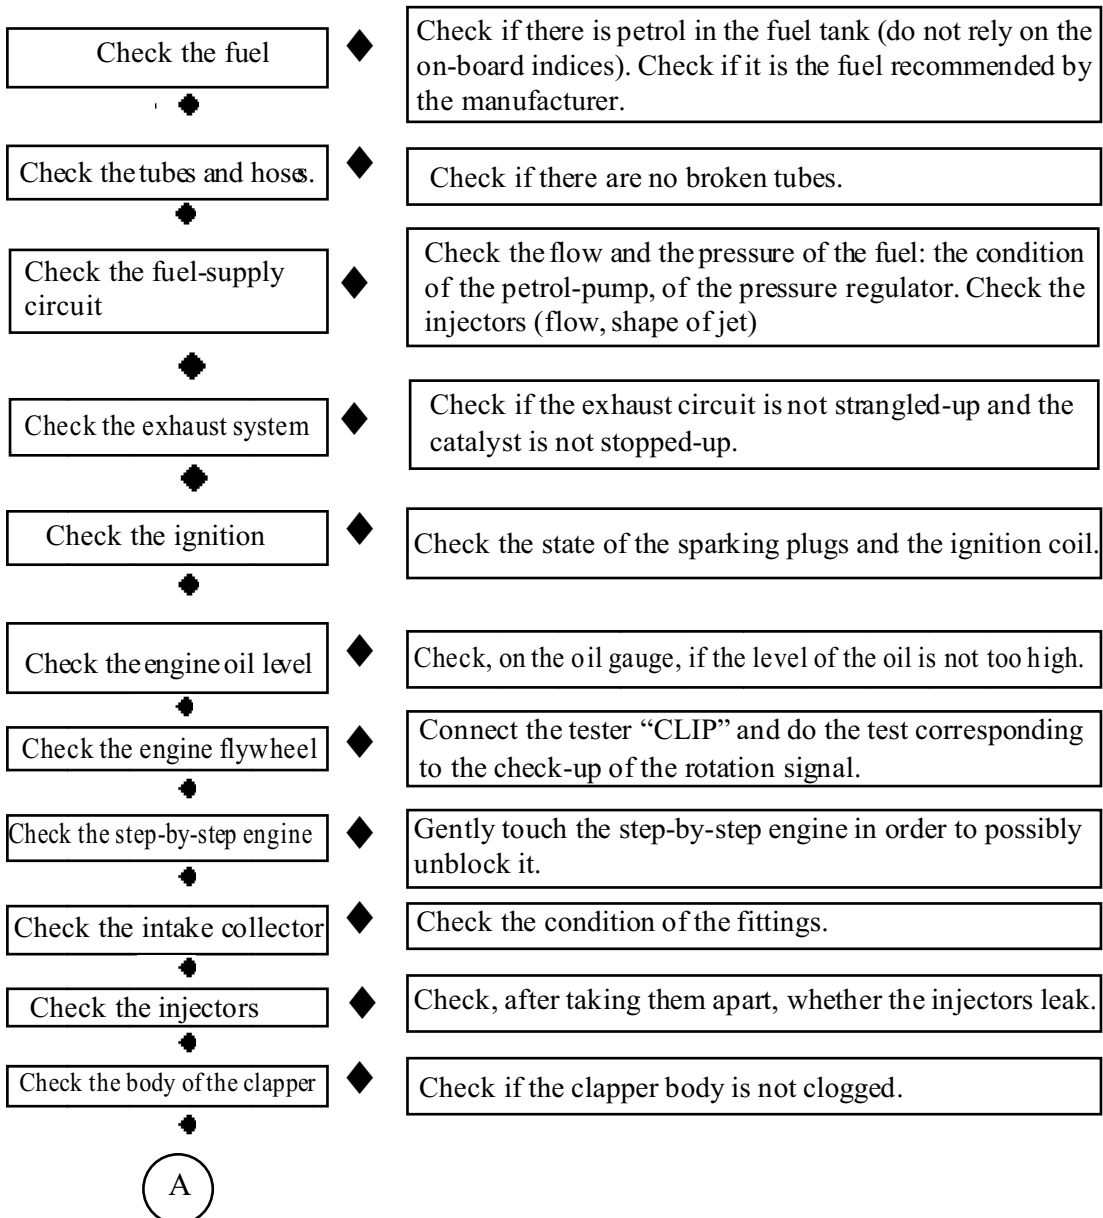 Check the fuel
Check if there is petrol in the fuel tank (do not rely on the
on-board indices). Check if it is the fuel recommended by
the manufacturer.
Check the tubes and hoses.
Check if there are no broken tubes.
Check the fuel-supply
circuit
Check the flow and the pressure of the fuel: the condition
of the petrol-pump, of the pressure regulator. Check the
injectors (flow, shape of jet)
Check the exhaust system
Check if the exhaust circuit is not strangled-up and the
catalyst is not stopped-up.
Check the ignition
Check the state of the sparking plugs and the ignition coil.
Check the engine oil level
Check, on the oil gauge, if the level of the oil is not too high.
Check the engine flywheel
Connect the tester “CLIP” and do the test corresponding
to the check-up of the rotation signal.
Check the step-by-step engine
Gently touch the step-by-step engine in order to possibly
unblock it.
Check the intake collector
Check the condition of the fittings.
Check the injectors
Check, after taking them apart, whether the injectors leak.
Check the body of the clapper
Check if the clapper body is not clogged.
A